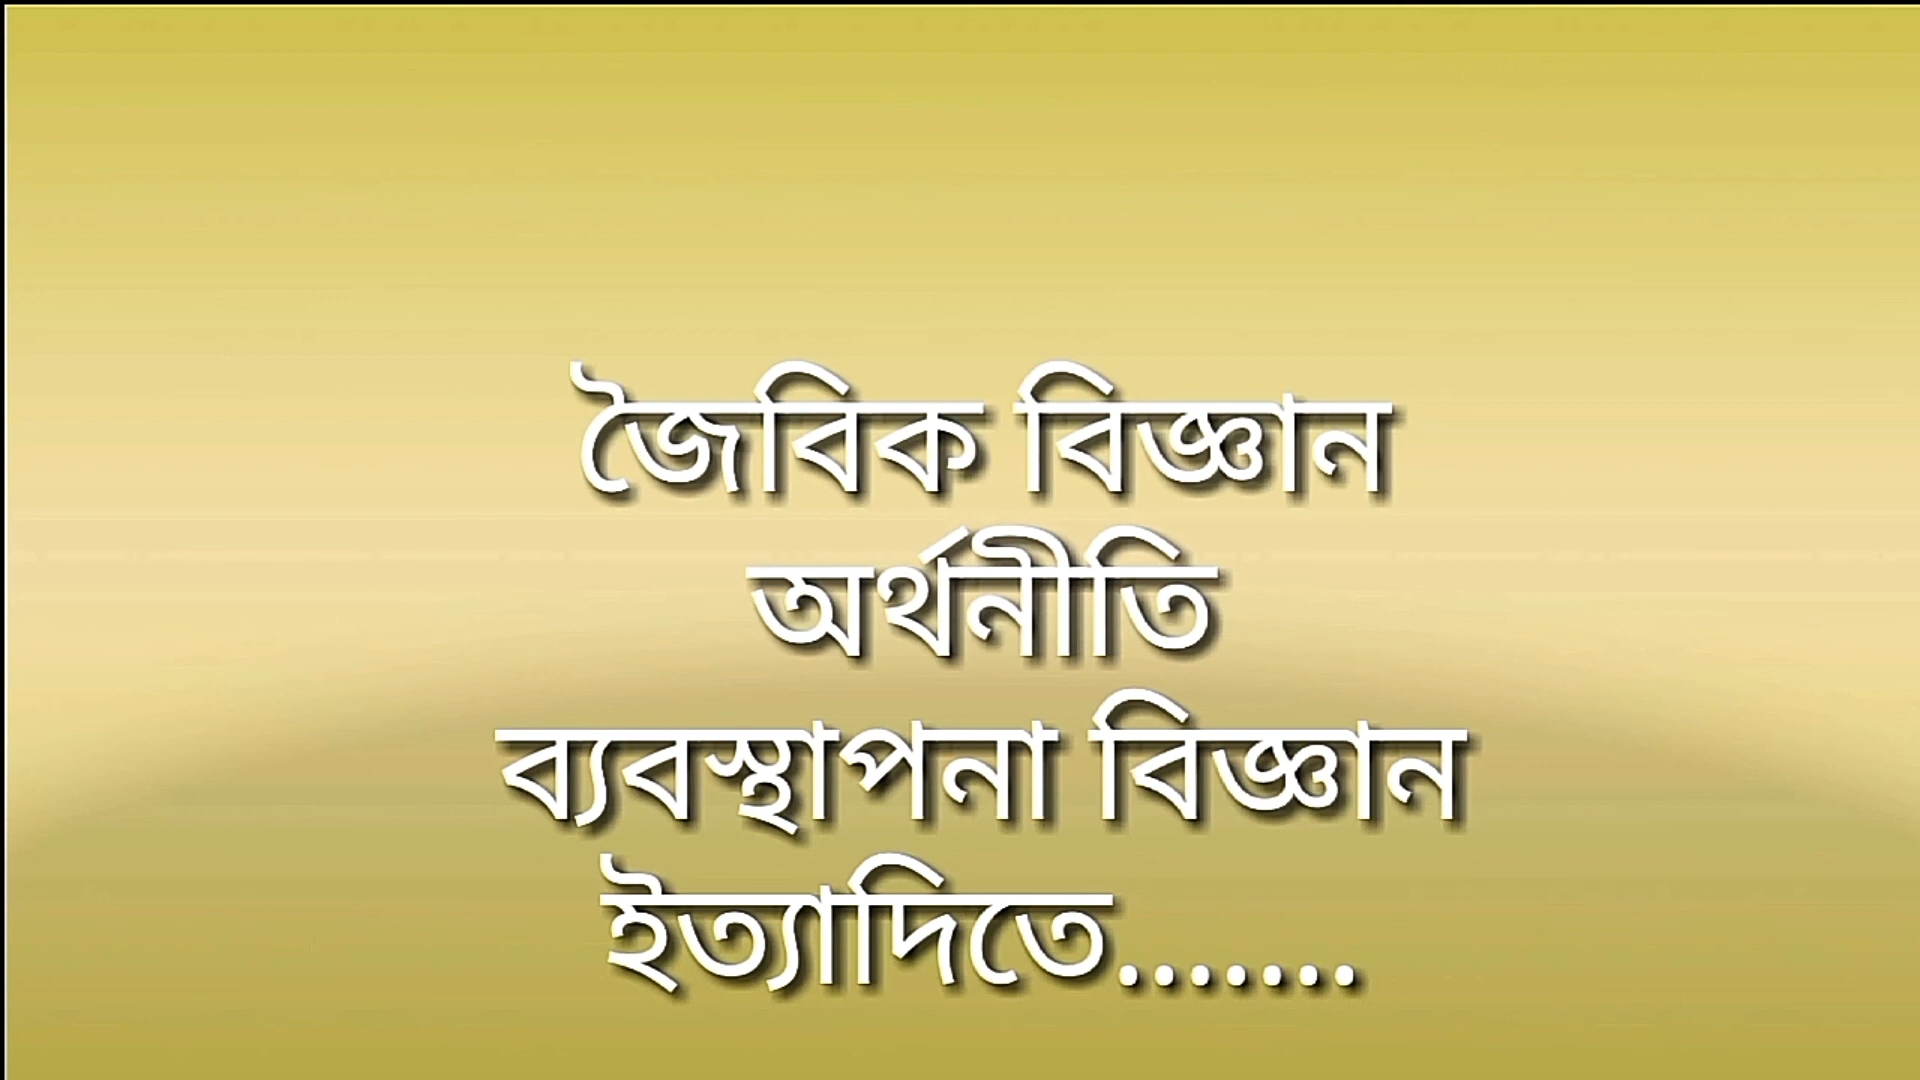 জৈবিক বিজ্ঞান
অর্থনীতি
ব্যবস্থাপনা বিজ্ঞান
ইত্যাদিতে.......